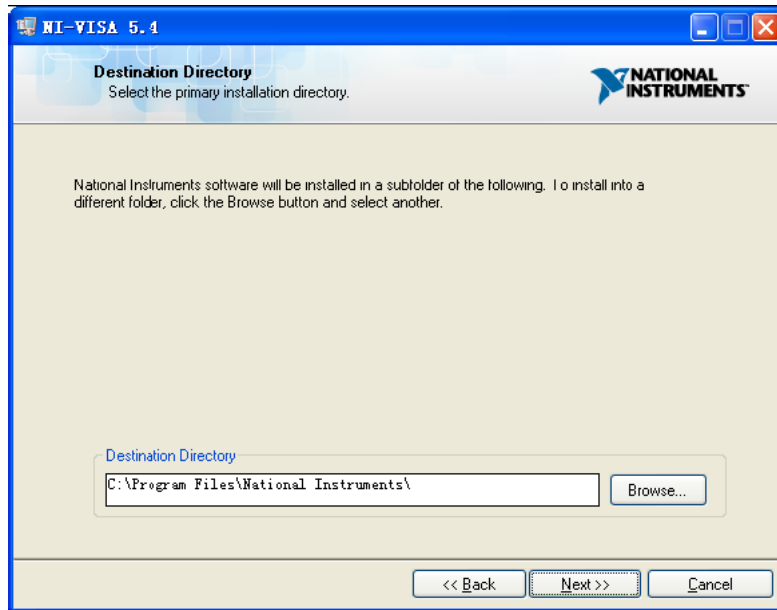 NI-VISA 5.4
Destination Directory
Select the primary installation directory.
NATIONAL
INSTRUMENTS™
National Instruments software will be installed in a subfolder of the following. To install into a
different folder, click the Browse button and select another.
Destination Directory
C:\Program Files\National Instruments\
Browse...
<< Back
Next >>
Cancel